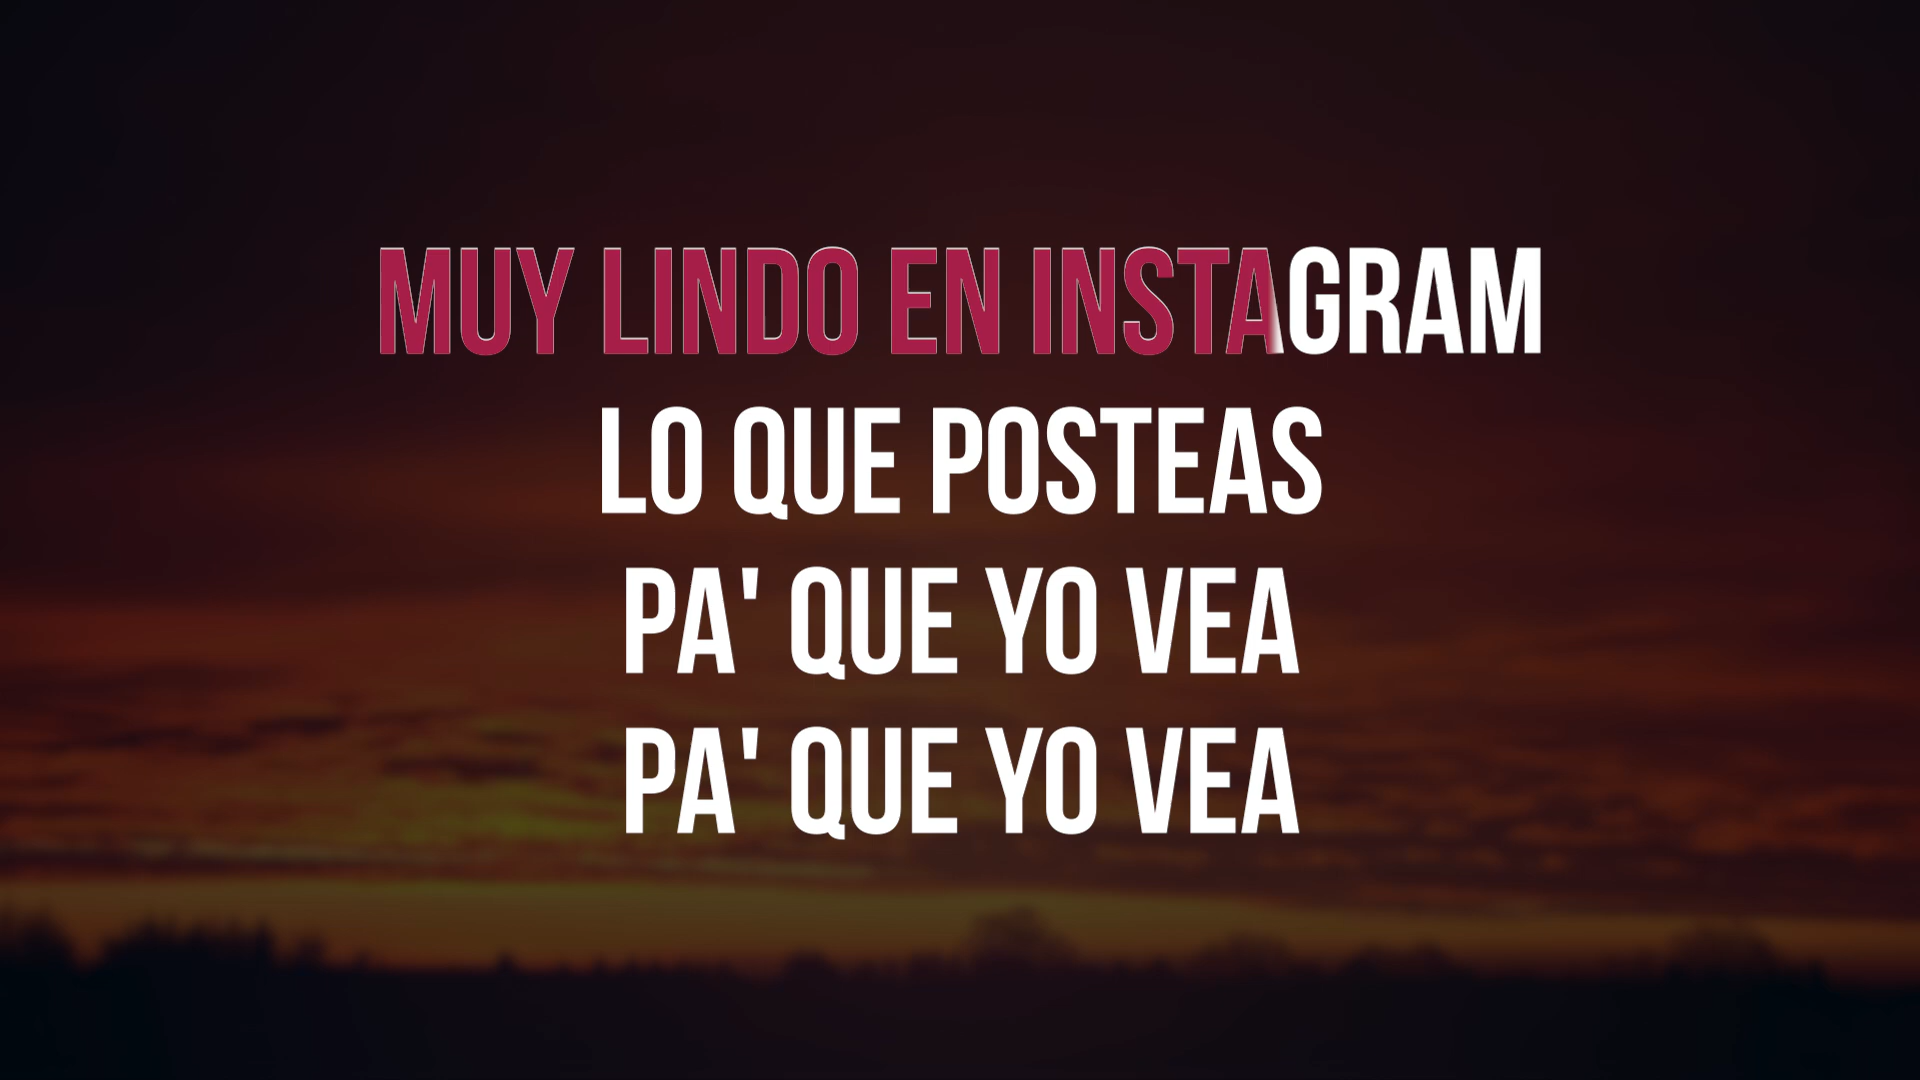 MUY LINDO EN INSTAGRAM
LO QUE POSTEAS
PA' QUE YO VEA
PA' QUE YO VEA